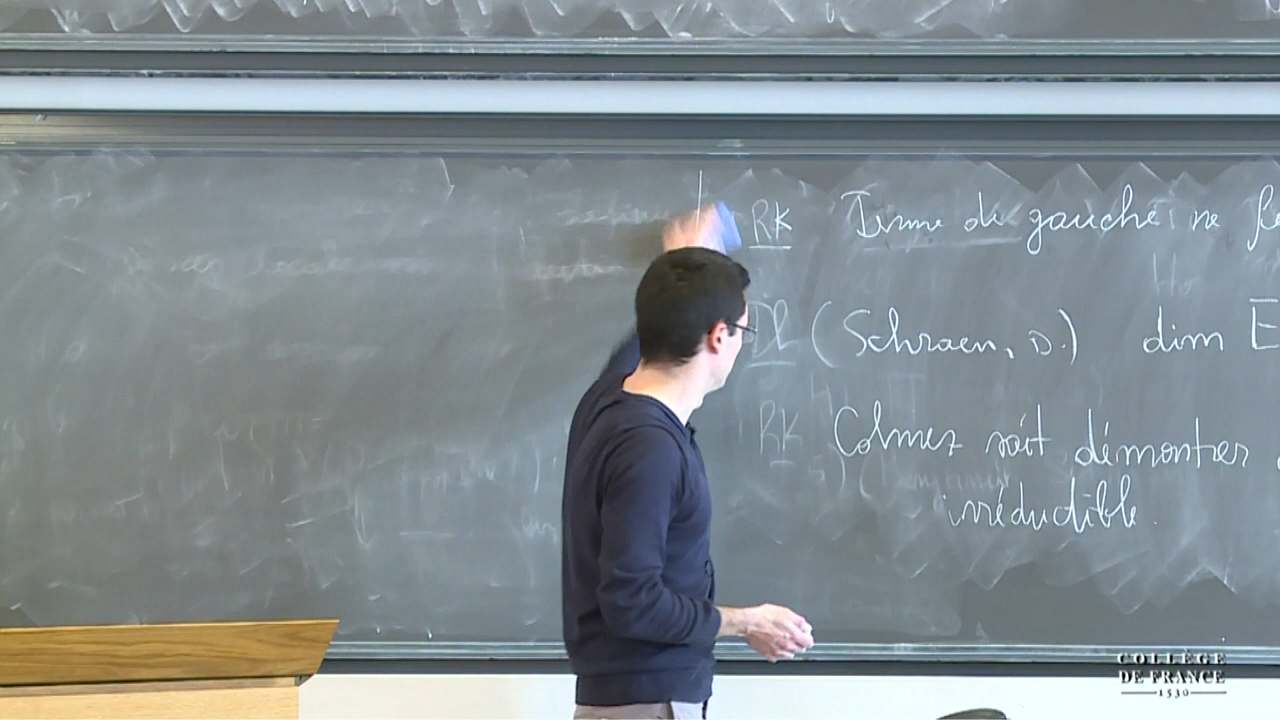 RK Terme de gauche ne
(Schraen, D.) dim E
RK Colmez sait démontrer
irréductible.
COLLÈGE
DE FRANCE
1530